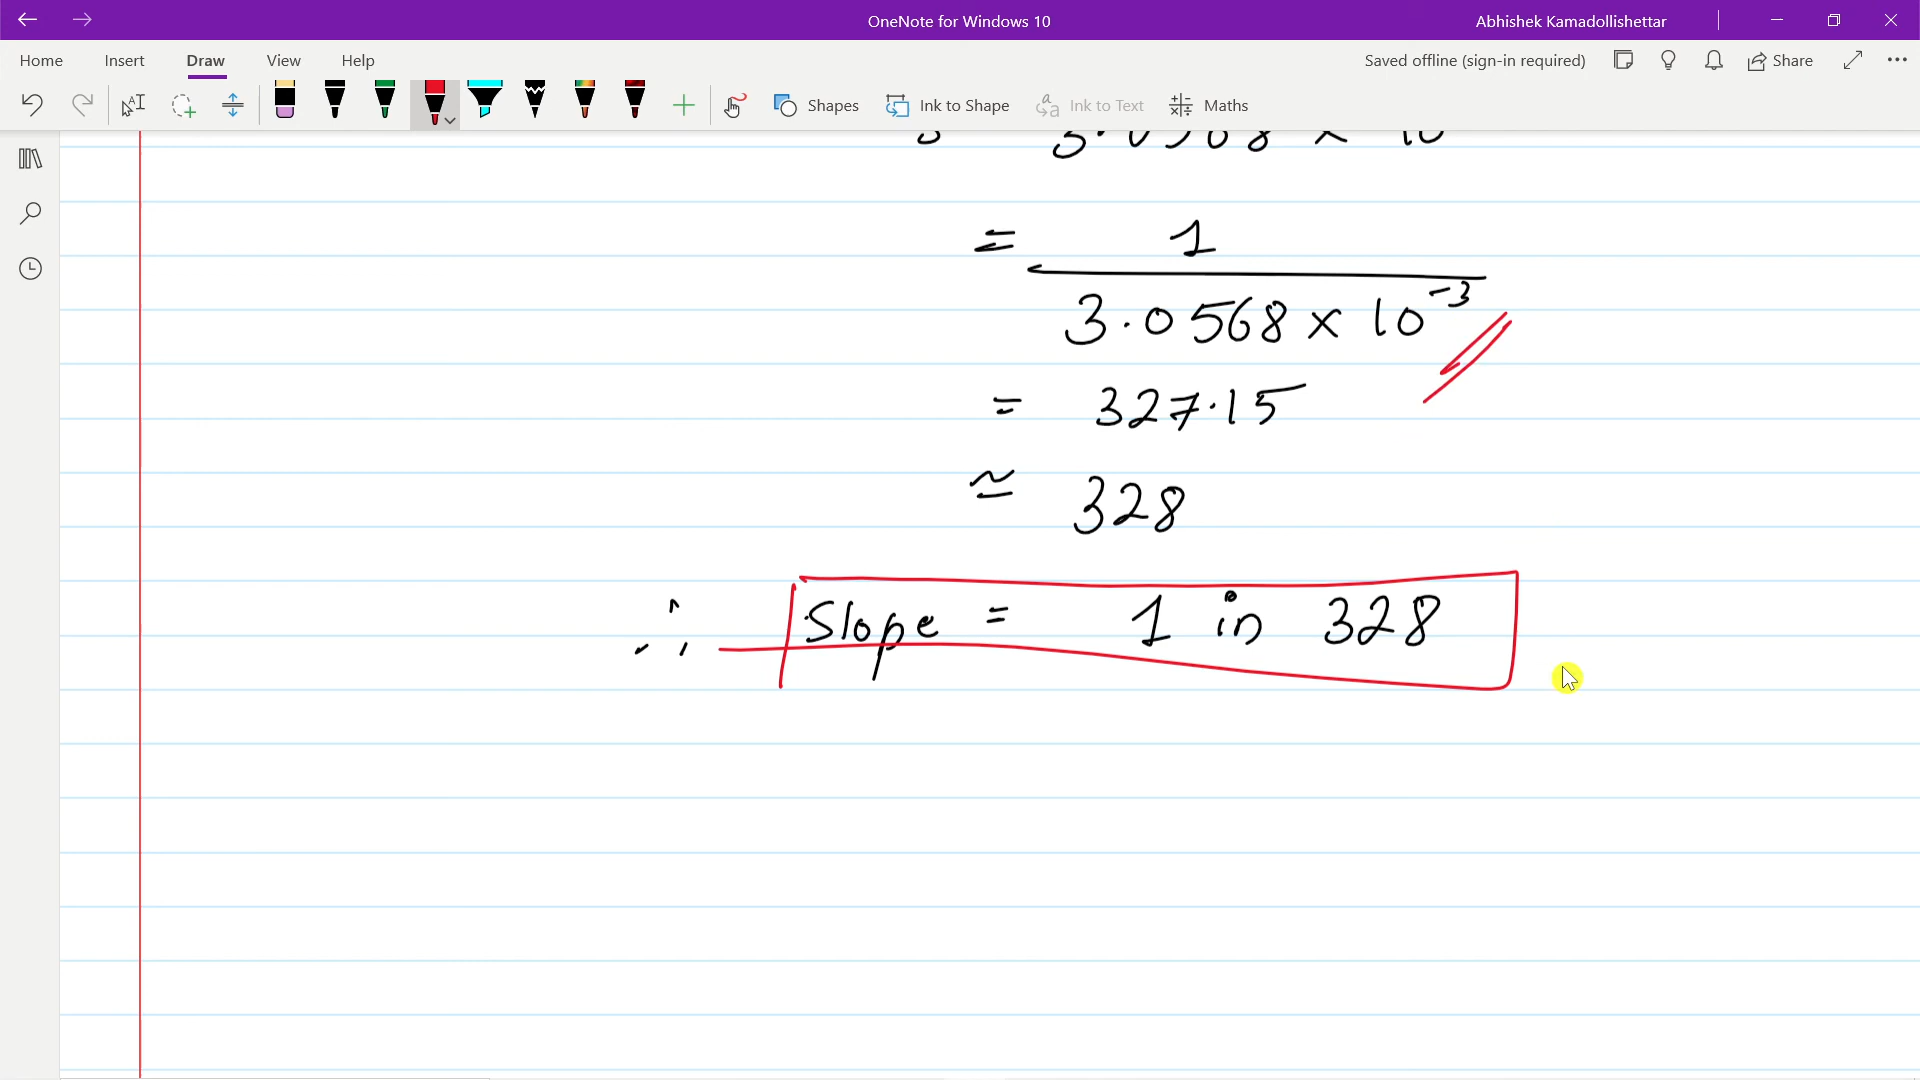 OneNote for Windows 10
Abhishek Kamadollishettar
Home Insert Draw View Help
Saved offline (sign-in required) Share
Shapes Ink to Shape Ink to Text Maths
= 1
3.0568 × 10⁻³
= 327.15
≃ 328
∴ Slope = 1 in 328